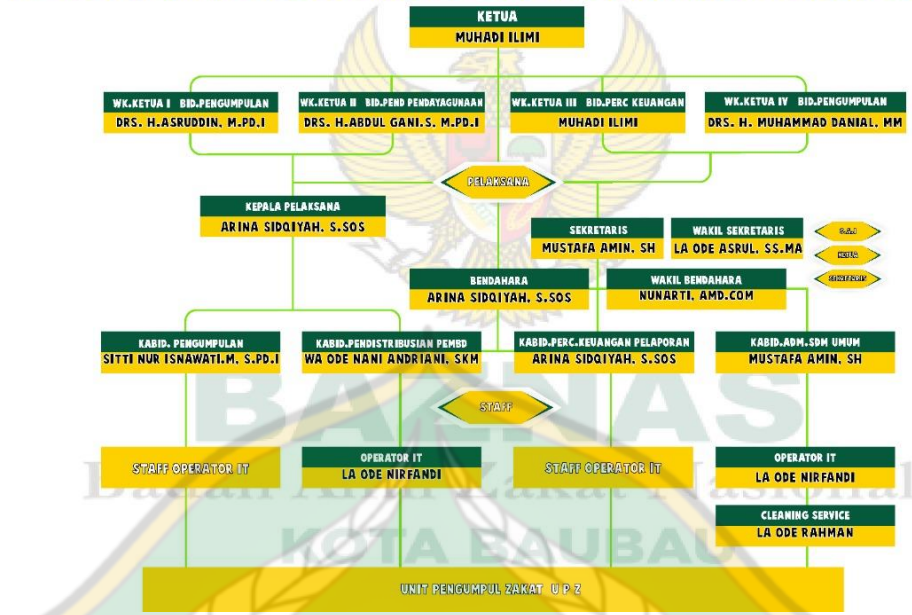 KETUA
MUHADI ILIMI
WK.KETUA I BID.PENGUMPULAN
DRS. H.ASRUDDIN, M.PD,I
WK.KETUA II BID.PEND PENDAYAGUNAAN
DRS. H.ABDUL GANI.S. M.PD.I
WK.KETUA III BID.PERC KEUANGAN
MUHADI ILIMI
WK.KETUA IV BID.PENGUMPULAN
DRS. H. MUHAMMAD DANIAL, MM
PELAKSANA
KEPALA PELAKSANA
ARINA SIDQIYAH. S.SOS
SEKRETARIS
MUSTAFA AMIN, SH
WAKIL SEKRETARIS
LA ODE ASRUL, SS.MA
S.A.I
KETUA
SEKRETARIS
BENDAHARA
ARINA SIDQIYAH, S.SOS
WAKIL BENDAHARA
NUNARTI, AMD.COM
KABID. PENGUMPULAN
SITTI NUR ISNAWATI.M, S.PD.I
KABID.PENDISTRIBUSIAN PEMBD
WA ODE NANI ANDRIANI, SKM
KABID.PERC.KEUANGAN PELAPORAN
ARINA SIDQIYAH, S.SOS
KABID.ADM.SDM UMUM
MUSTAFA AMIN, SH
BAZNAS
STAFF
STAFF OPERATOR IT
OPERATOR IT
LA ODE NIRFANDI
STAFF OPERATOR IT
OPERATOR IT
LA ODE NIRFANDI
Badan Amil Zakat Nasional
CLEANING SERVICE
LA ODE RAHMAN
KOTA BAUBAU
UNIT PENGUMPUL ZAKAT U P Z